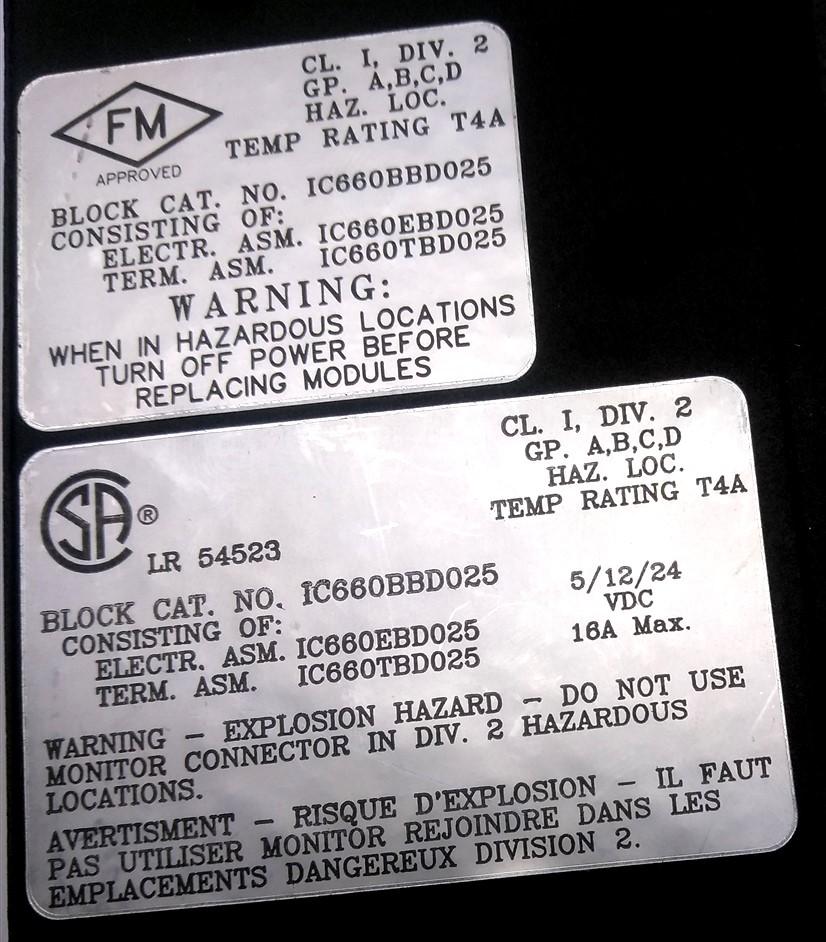 FM
APPROVED
CL. I, DIV. 2
GP. A,B,C,D
HAZ. LOC.
TEMP RATING T4A
BLOCK CAT. NO. IC660BBD025
CONSISTING OF:
ELECTR. ASM. IC660EBD025
TERM. ASM. IC660TBD025
WARNING:
WHEN IN HAZARDOUS LOCATIONS
TURN OFF POWER BEFORE
REPLACING MODULES
CL. I, DIV. 2
GP. A,B,C,D
HAZ. LOC.
TEMP RATING T4A
SA®
LR 54523
BLOCK CAT. NO. IC660BBD025
CONSISTING OF:
ELECTR. ASM. IC660EBD025
TERM. ASM. IC660TBD025
5/12/24
VDC
16A Max.
WARNING – EXPLOSION HAZARD – DO NOT USE
MONITOR CONNECTOR IN DIV. 2 HAZARDOUS
LOCATIONS.
AVERTISMENT – RISQUE D'EXPLOSION – IL FAUT
PAS UTILISER MONITOR REJOINDRE DANS LES
EMPLACEMENTS DANGEREUX DIVISION 2.